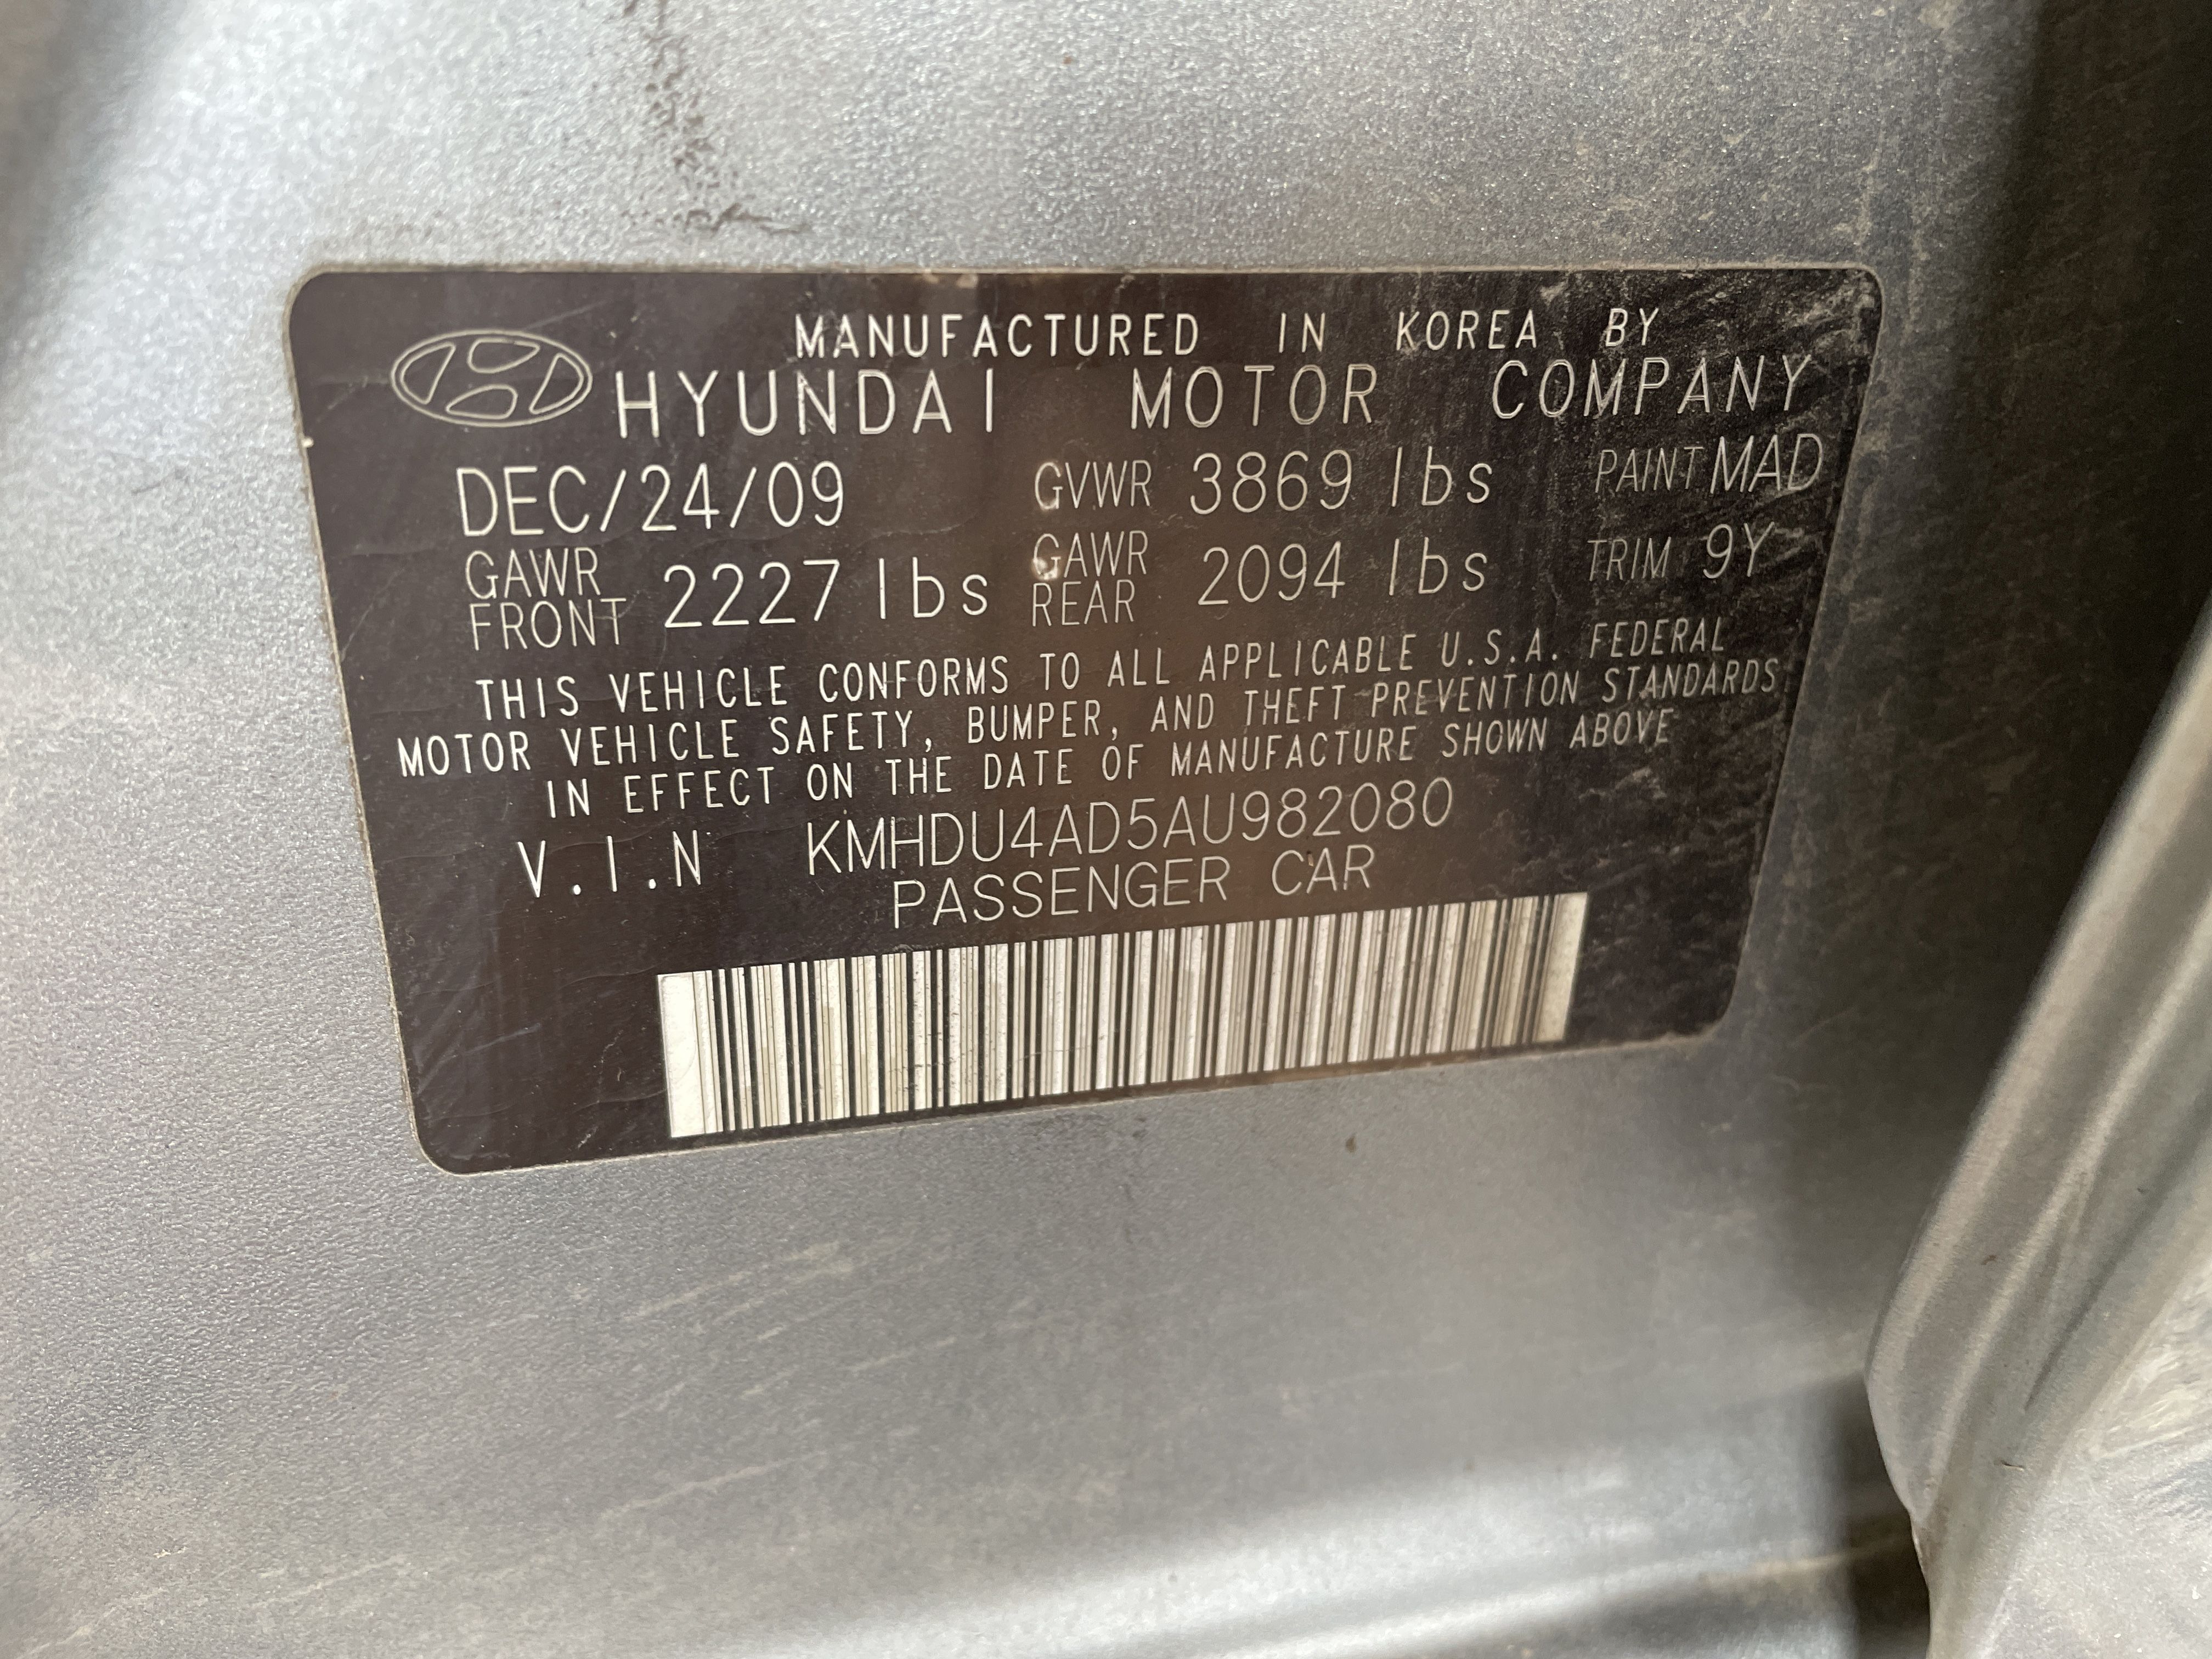 MANUFACTURED IN KOREA BY
HYUNDAI MOTOR COMPANY
DEC/24/09 GVWR 3869 lbs PAINT MAD
GAWR FRONT 2227 lbs GAWR REAR 2094 lbs TRIM 9Y
THIS VEHICLE CONFORMS TO ALL APPLICABLE U.S.A. FEDERAL
MOTOR VEHICLE SAFETY, BUMPER, AND THEFT PREVENTION STANDARDS
IN EFFECT ON THE DATE OF MANUFACTURE SHOWN ABOVE
V.I.N KMHDU4AD5AU982080
PASSENGER CAR